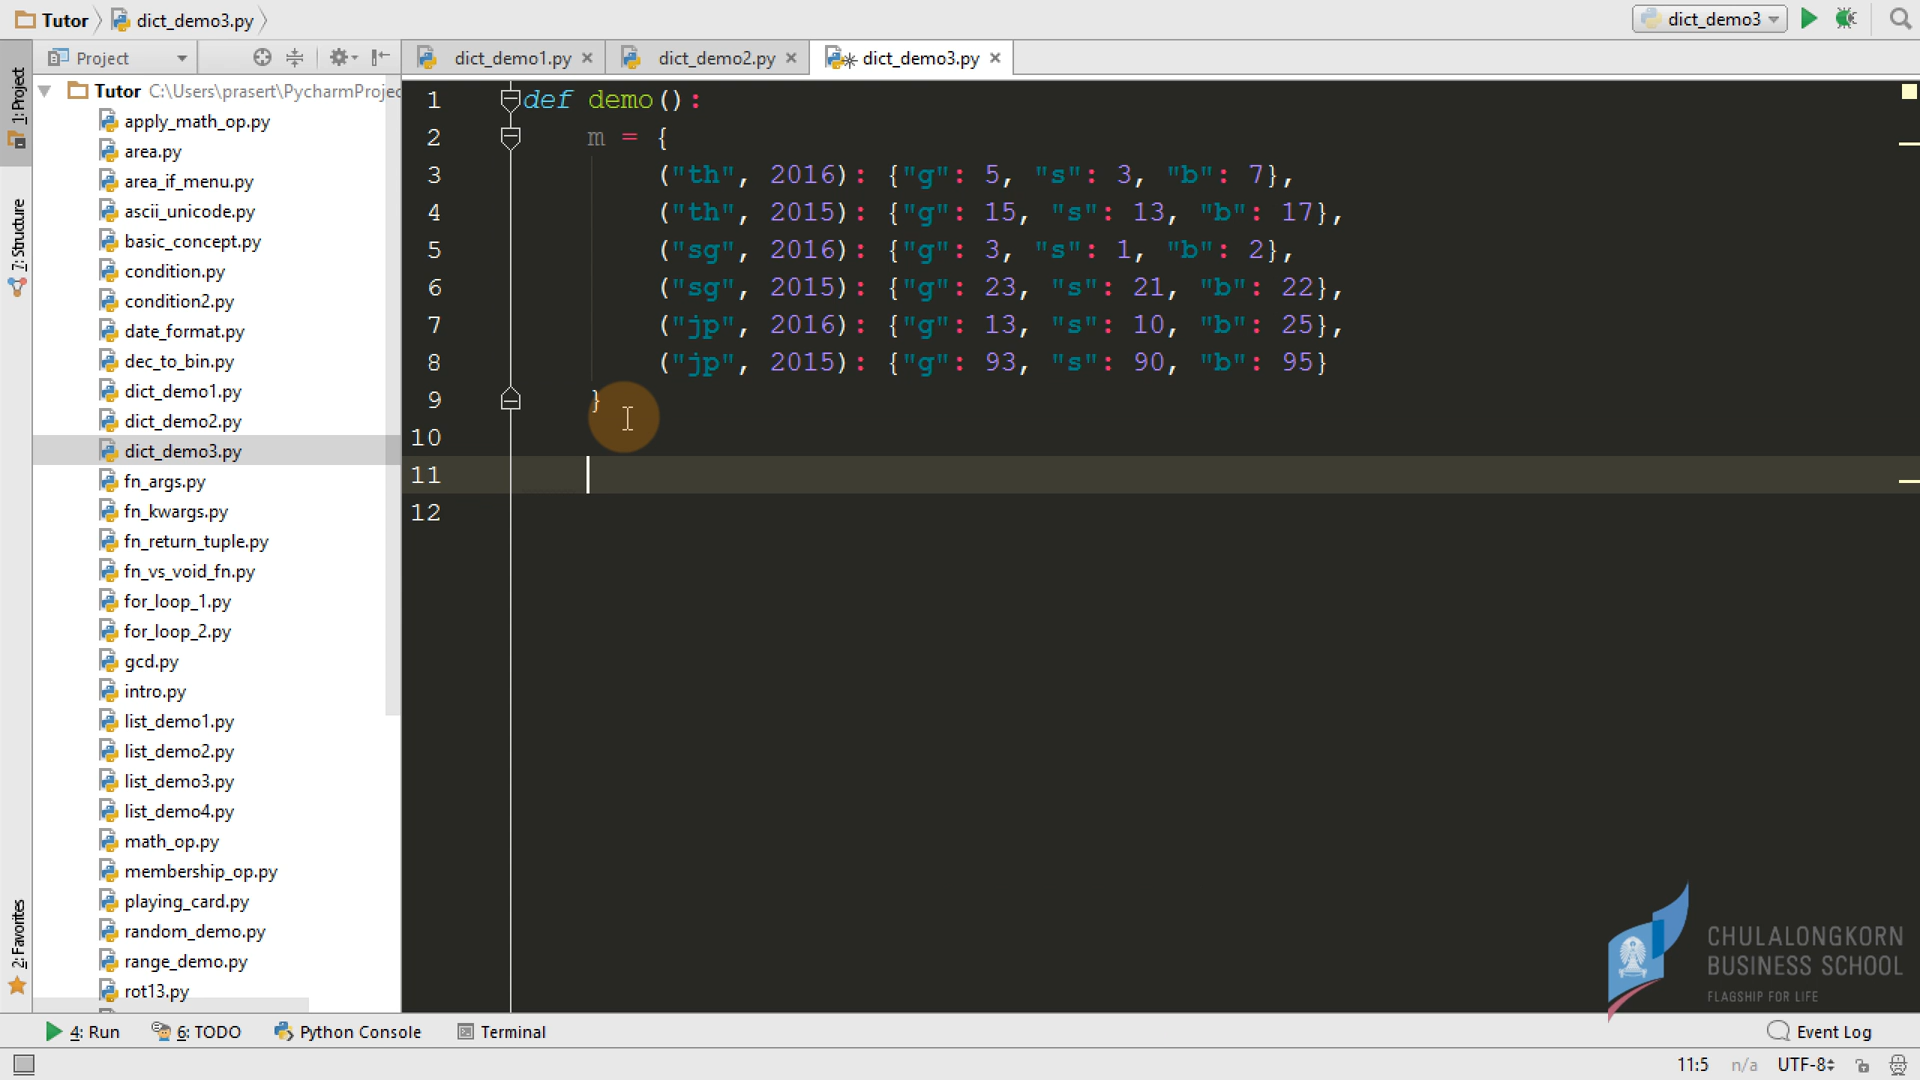 Tutor dict_demo3.py dict_demo3
Project dict_demo1.py dict_demo2.py dict_demo3.py
1: Project
7: Structure
2: Favorites
Tutor C:\Users\prasert\PycharmProjec
apply_math_op.py
area.py
area_if_menu.py
ascii_unicode.py
basic_concept.py
condition.py
condition2.py
date_format.py
dec_to_bin.py
dict_demo1.py
dict_demo2.py
dict_demo3.py
fn_args.py
fn_kwargs.py
fn_return_tuple.py
fn_vs_void_fn.py
for_loop_1.py
for_loop_2.py
gcd.py
intro.py
list_demo1.py
list_demo2.py
list_demo3.py
list_demo4.py
math_op.py
membership_op.py
playing_card.py
random_demo.py
range_demo.py
rot13.py
1 def demo():
2 m = {
3 ("th", 2016): {"g": 5, "s": 3, "b": 7},
4 ("th", 2015): {"g": 15, "s": 13, "b": 17},
5 ("sg", 2016): {"g": 3, "s": 1, "b": 2},
6 ("sg", 2015): {"g": 23, "s": 21, "b": 22},
7 ("jp", 2016): {"g": 13, "s": 10, "b": 25},
8 ("jp", 2015): {"g": 93, "s": 90, "b": 95}
9 }
10
11
12
CHULALONGKORN
BUSINESS SCHOOL
FLAGSHIP FOR LIFE
4: Run 6: TODO Python Console Terminal Event Log
11:5 n/a UTF-8